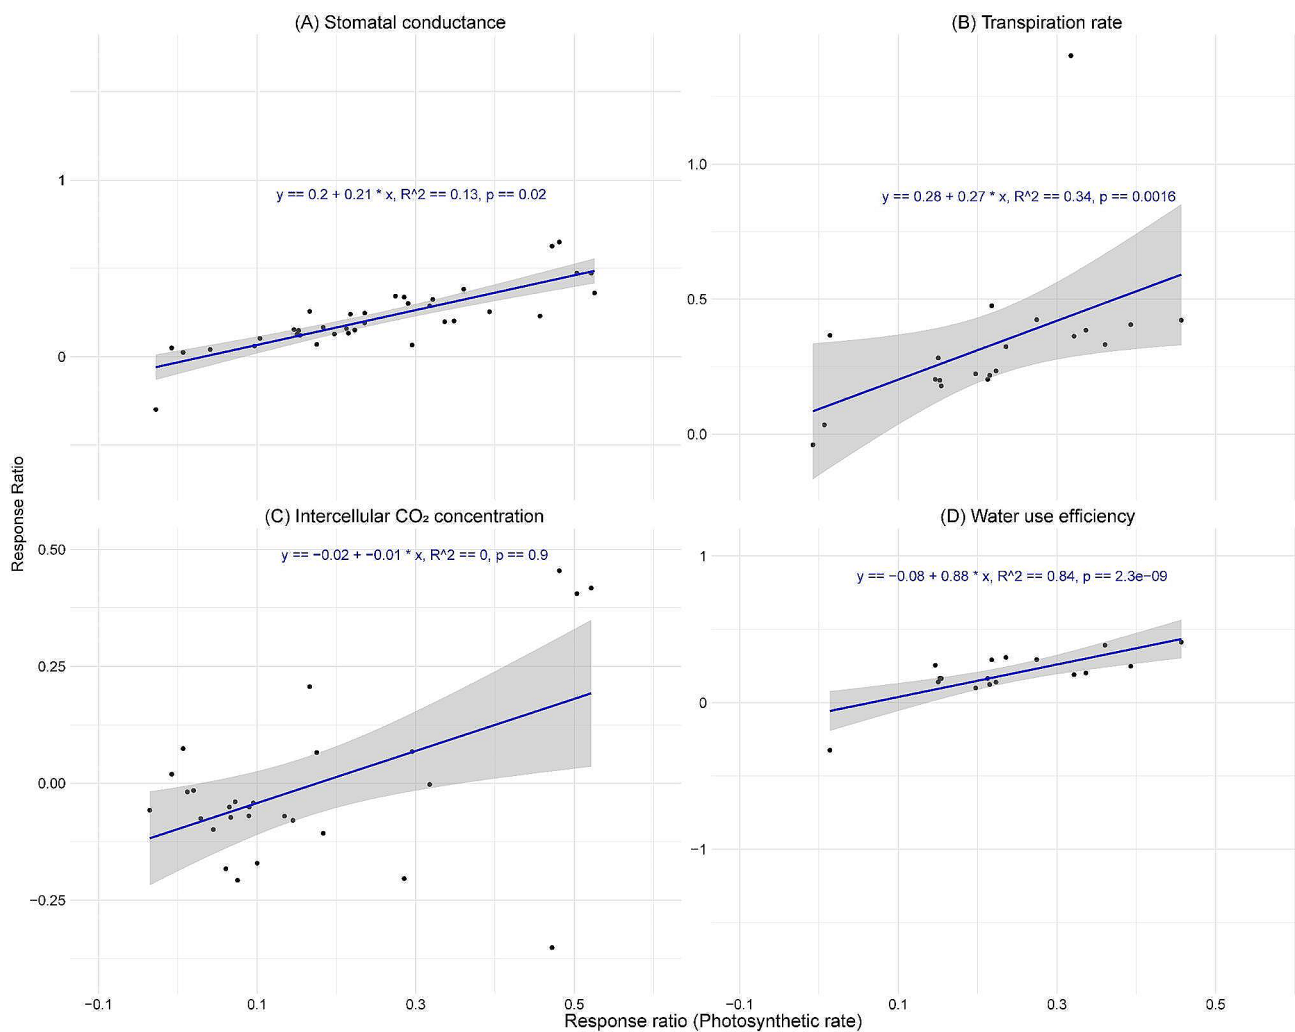 (A) Stomatal conductance
1
0
y == 0.2 + 0.21 * x, R^2 == 0.13, p == 0.02
(B) Transpiration rate
1.0
0.5
0.0
y == 0.28 + 0.27 * x, R^2 == 0.34, p == 0.0016
Response Ratio
(C) Intercellular CO₂ concentration
0.50
0.25
0.00
−0.25
y == −0.02 + −0.01 * x, R^2 == 0, p == 0.9
−0.1
0.1
0.3
0.5
(D) Water use efficiency
1
0
−1
y == −0.08 + 0.88 * x, R^2 == 0.84, p == 2.3e−09
−0.1
0.1
0.3
0.5
Response ratio (Photosynthetic rate)